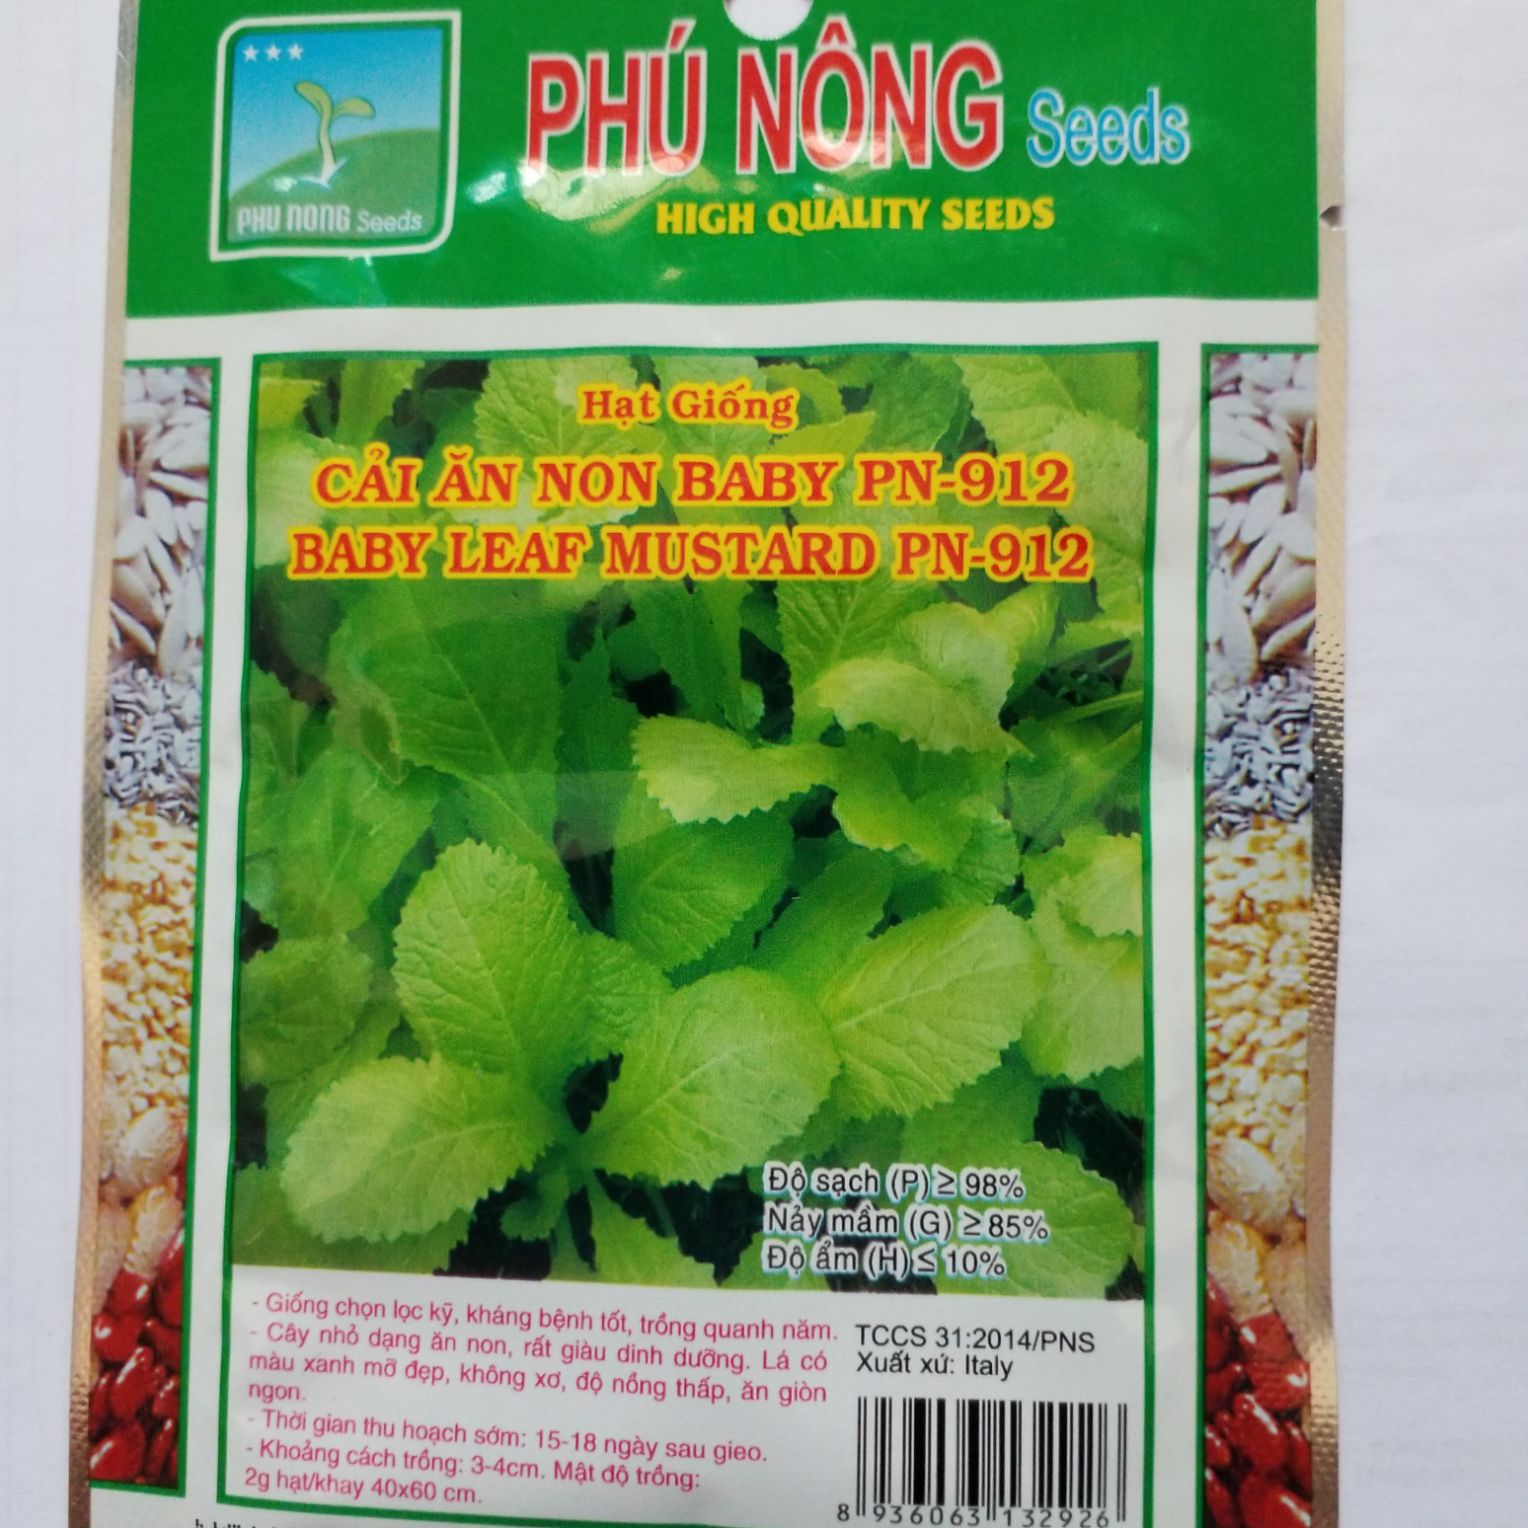 PHU NONG Seeds
PHÚ NÔNG Seeds
HIGH QUALITY SEEDS
Hạt Giống
CẢI ĂN NON BABY PN-912
BABY LEAF MUSTARD PN-912
Độ sạch (P) ≥ 98%
Nảy mầm (G) ≥ 85%
Độ ẩm (H) ≤ 10%
- Giống chọn lọc kỹ, kháng bệnh tốt, trồng quanh năm.
- Cây nhỏ dạng ăn non, rất giàu dinh dưỡng. Lá có
màu xanh mỡ đẹp, không xơ, độ nồng thấp, ăn giòn
ngon.
- Thời gian thu hoạch sớm: 15-18 ngày sau gieo.
- Khoảng cách trồng: 3-4cm. Mật độ trồng:
2g hạt/khay 40x60 cm.
TCCS 31:2014/PNS
Xuất xứ: Italy
8 936063 132926